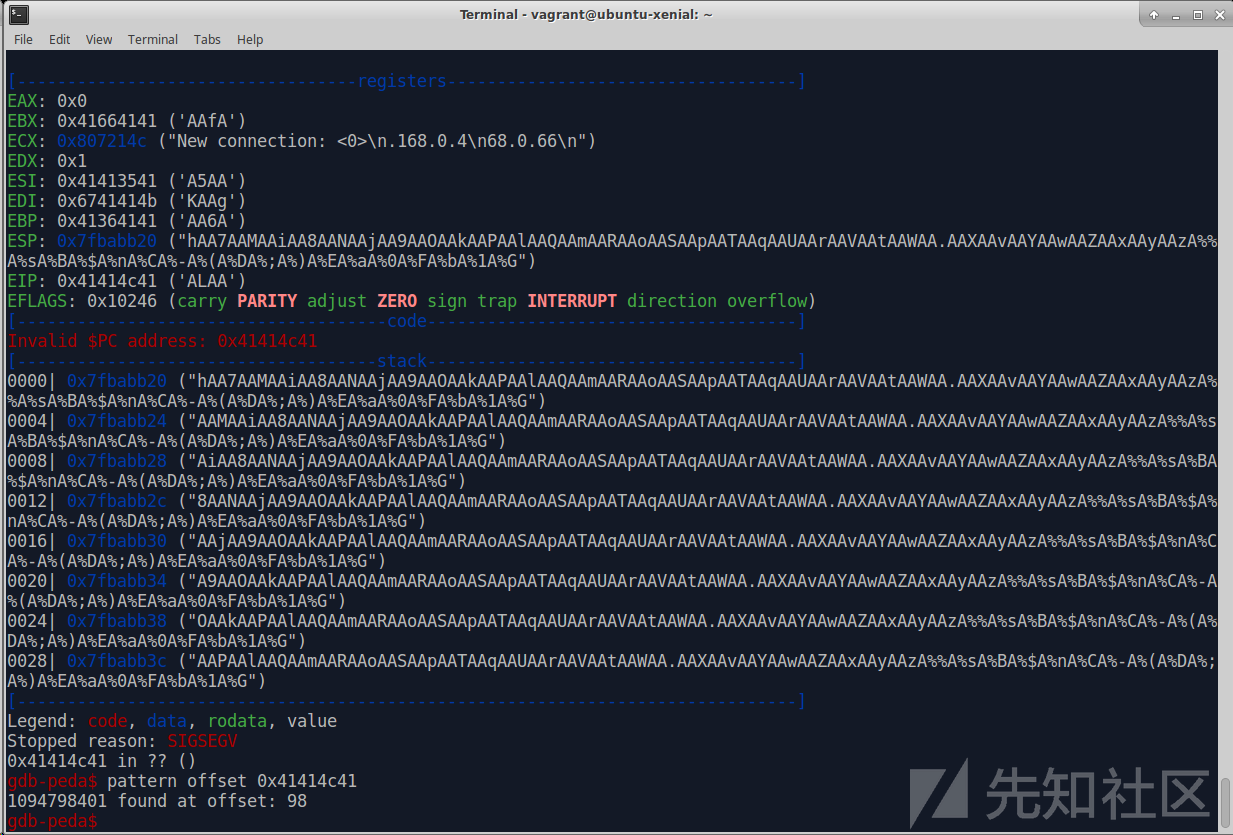 Terminal - vagrant@ubuntu-xenial: ~
File Edit View Terminal Tabs Help
[----------------------------------registers-----------------------------------]
EAX: 0x0
EBX: 0x41664141 ('AAfA')
ECX: 0x807214c ("New connection: <0>\n.168.0.4\n68.0.66\n")
EDX: 0x1
ESI: 0x41413541 ('A5AA')
EDI: 0x6741414b ('KAAg')
EBP: 0x41364141 ('AA6A')
ESP: 0x7fbabb20 ("hAA7AAMAAiAA8AANAAjAA9AAOAAkAAPAAlAAQAAmAARAAoAASAApAATAAqAAUAArAAVAAtAAWAA.AAXAAvAAYAAwAAZAAxAAyAAzA%%
A%sA%BA%$A%nA%CA%-A%(A%DA%;A%)A%EA%aA%0A%FA%bA%1A%G")
EIP: 0x41414c41 ('ALAA')
EFLAGS: 0x10246 (carry PARITY adjust ZERO sign trap INTERRUPT direction overflow)
[-------------------------------------code-------------------------------------]
Invalid $PC address: 0x41414c41
[------------------------------------stack-------------------------------------]
0000| 0x7fbabb20 ("hAA7AAMAAiAA8AANAAjAA9AAOAAkAAPAAlAAQAAmAARAAoAASAApAATAAqAAUAArAAVAAtAAWAA.AAXAAvAAYAAwAAZAAxAAyAAzA%
%A%sA%BA%$A%nA%CA%-A%(A%DA%;A%)A%EA%aA%0A%FA%bA%1A%G")
0004| 0x7fbabb24 ("AAMAAiAA8AANAAjAA9AAOAAkAAPAAlAAQAAmAARAAoAASAApAATAAqAAUAArAAVAAtAAWAA.AAXAAvAAYAAwAAZAAxAAyAAzA%%A%s
A%BA%$A%nA%CA%-A%(A%DA%;A%)A%EA%aA%0A%FA%bA%1A%G")
0008| 0x7fbabb28 ("AiAA8AANAAjAA9AAOAAkAAPAAlAAQAAmAARAAoAASAApAATAAqAAUAArAAVAAtAAWAA.AAXAAvAAYAAwAAZAAxAAyAAzA%%A%sA%BA
%$A%nA%CA%-A%(A%DA%;A%)A%EA%aA%0A%FA%bA%1A%G")
0012| 0x7fbabb2c ("8AANAAjAA9AAOAAkAAPAAlAAQAAmAARAAoAASAApAATAAqAAUAArAAVAAtAAWAA.AAXAAvAAYAAwAAZAAxAAyAAzA%%A%sA%BA%$A%
nA%CA%-A%(A%DA%;A%)A%EA%aA%0A%FA%bA%1A%G")
0016| 0x7fbabb30 ("AAjAA9AAOAAkAAPAAlAAQAAmAARAAoAASAApAATAAqAAUAArAAVAAtAAWAA.AAXAAvAAYAAwAAZAAxAAyAAzA%%A%sA%BA%$A%nA%C
A%-A%(A%DA%;A%)A%EA%aA%0A%FA%bA%1A%G")
0020| 0x7fbabb34 ("A9AAOAAkAAPAAlAAQAAmAARAAoAASAApAATAAqAAUAArAAVAAtAAWAA.AAXAAvAAYAAwAAZAAxAAyAAzA%%A%sA%BA%$A%nA%CA%-A
%(A%DA%;A%)A%EA%aA%0A%FA%bA%1A%G")
0024| 0x7fbabb38 ("OAAkAAPAAlAAQAAmAARAAoAASAApAATAAqAAUAArAAVAAtAAWAA.AAXAAvAAYAAwAAZAAxAAyAAzA%%A%sA%BA%$A%nA%CA%-A%(A%
DA%;A%)A%EA%aA%0A%FA%bA%1A%G")
0028| 0x7fbabb3c ("AAPAAlAAQAAmAARAAoAASAApAATAAqAAUAArAAVAAtAAWAA.AAXAAvAAYAAwAAZAAxAAyAAzA%%A%sA%BA%$A%nA%CA%-A%(A%DA%;
A%)A%EA%aA%0A%FA%bA%1A%G")
[------------------------------------------------------------------------------]
Legend: code, data, rodata, value
Stopped reason: SIGSEGV
0x41414c41 in ?? ()
gdb-peda$ pattern offset 0x41414c41
1094798401 found at offset: 98
gdb-peda$
先知社区